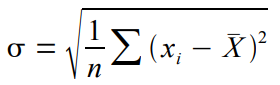 σ = √(1/n ∑ (xᵢ − X̄)²)